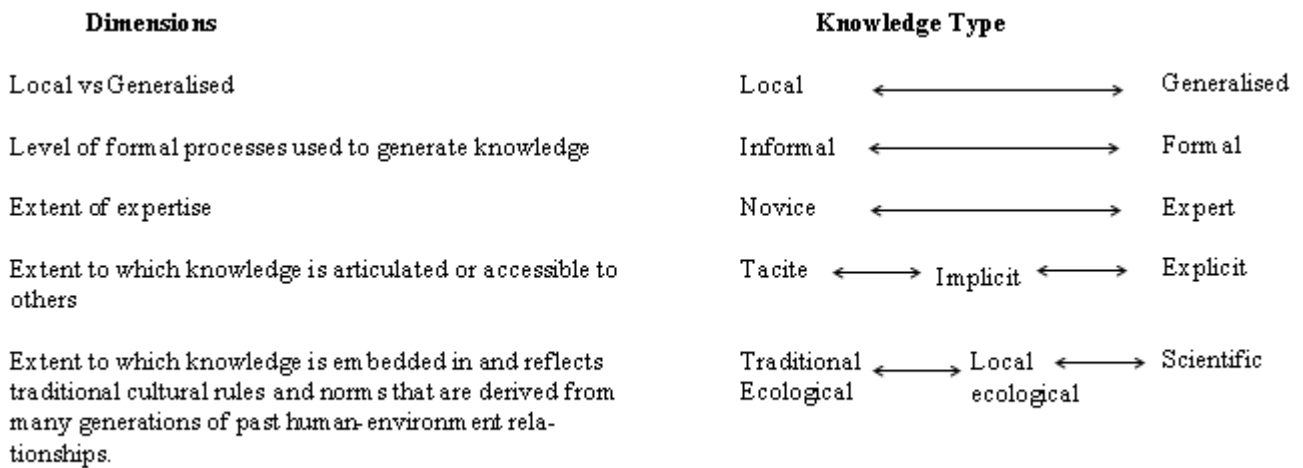 Dimensions Knowledge Type
Local vs Generalised Local Generalised
Level of formal processes used to generate knowledge Informal Formal
Extent of expertise Novice Expert
Extent to which knowledge is articulated or accessible to Tacite Implicit Explicit
others
Extent to which knowledge is embedded in and reflects Traditional Local Scientific
traditional cultural rules and norms that are derived from Ecological ecological
many generations of past human-environment rela-
tionships.